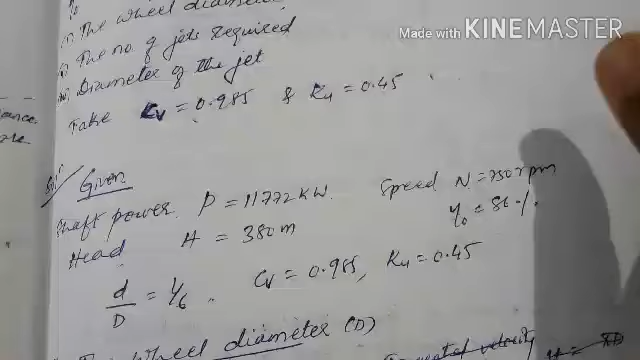 Made with KINEMASTER
(i) The wheel diameter
(ii) The no. of jets required
(iii) Diameter of the jet
Take Cv = 0.985 & Ku = 0.45
Given
Shaft power P = 11772 KW. Speed N = 750 rpm
Head H = 380 m η₀ = 86 %.
d/D = 1/6, Cv = 0.985, Ku = 0.45
The Wheel diameter (D)